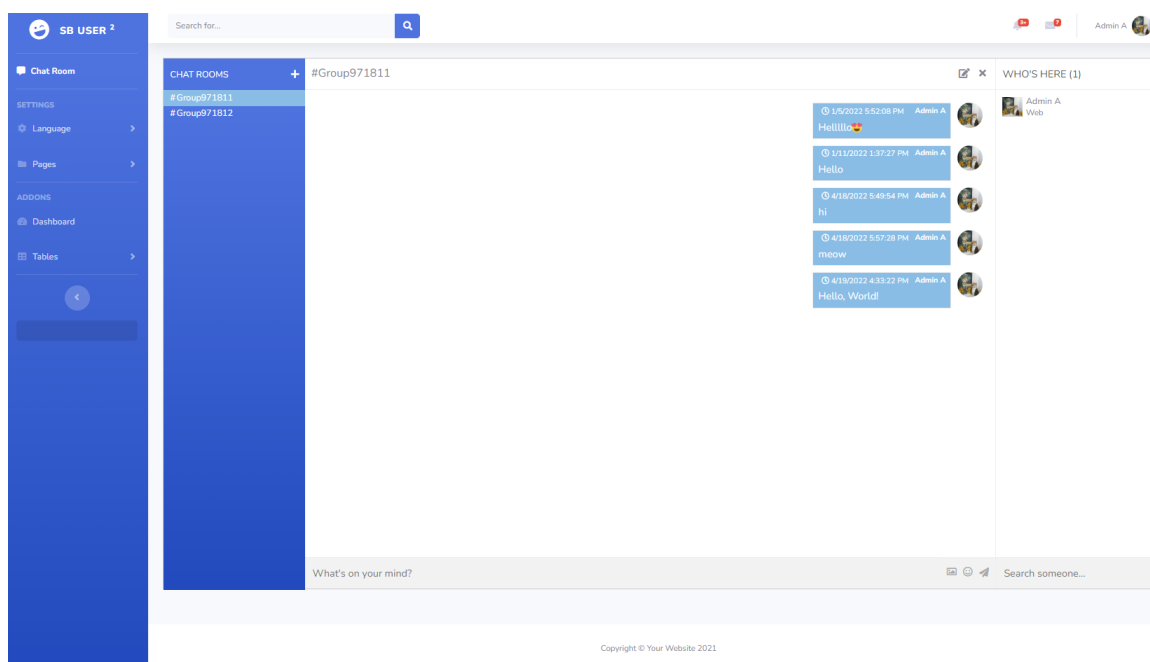 SB USER 2
Search for...
3+
7
Admin A
Chat Room
SETTINGS
Language
Pages
ADDONS
Dashboard
Tables
CHAT ROOMS
#Group971811
#Group971812
#Group971811
1/5/2022 5:52:08 PM Admin A
Helllllo😍
1/11/2022 1:37:27 PM Admin A
Hello
4/18/2022 5:49:54 PM Admin A
hi
4/18/2022 5:57:28 PM Admin A
meow
4/19/2022 4:33:22 PM Admin A
Hello, World!
What's on your mind?
WHO'S HERE (1)
Admin A
Web
Search someone...
Copyright © Your Website 2021